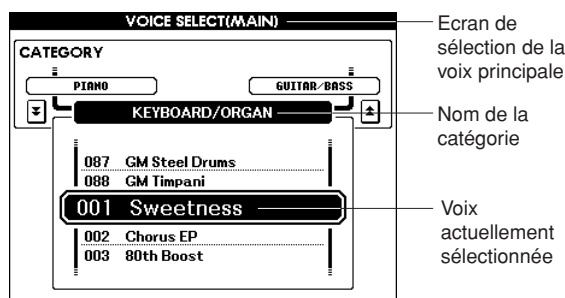 VOICE SELECT(MAIN)
Ecran de
sélection de la
voix principale
CATEGORY
PIANO
GUITAR/BASS
KEYBOARD/ORGAN
Nom de la
catégorie
087 GM Steel Drums
088 GM Timpani
001 Sweetness
Voix
actuellement
sélectionnée
002 Chorus EP
003 80th Boost